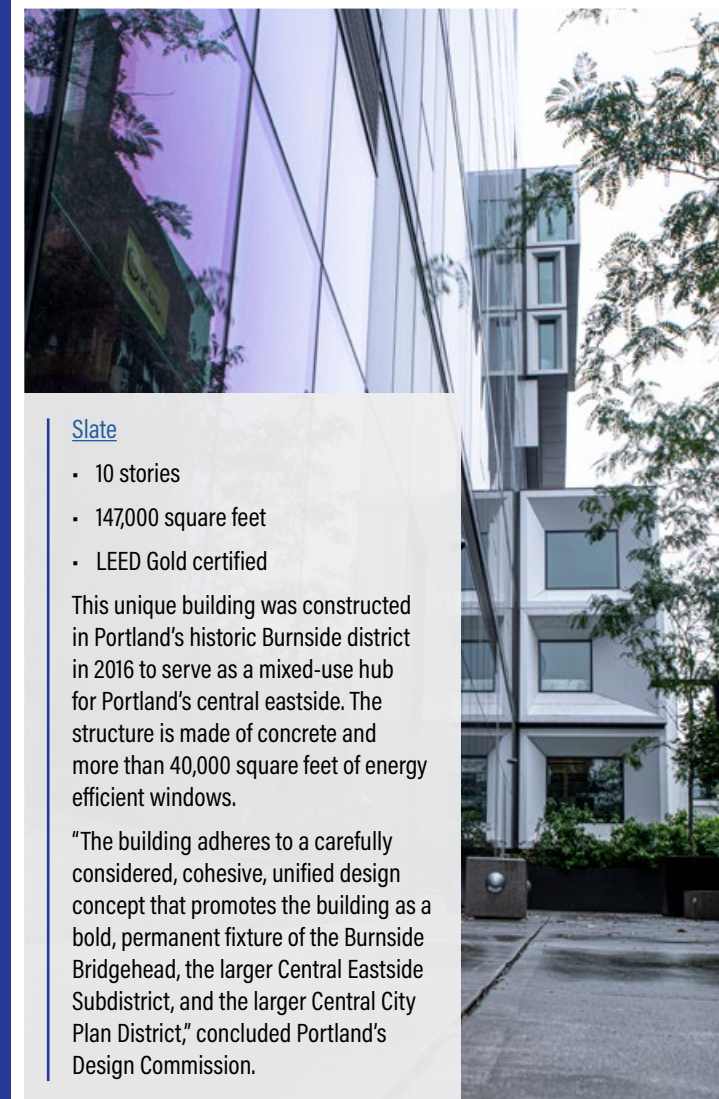 Slate
· 10 stories
· 147,000 square feet
· LEED Gold certified
This unique building was constructed
in Portland’s historic Burnside district
in 2016 to serve as a mixed-use hub
for Portland’s central eastside. The
structure is made of concrete and
more than 40,000 square feet of energy
efficient windows.
“The building adheres to a carefully
considered, cohesive, unified design
concept that promotes the building as a
bold, permanent fixture of the Burnside
Bridgehead, the larger Central Eastside
Subdistrict, and the larger Central City
Plan District,” concluded Portland’s
Design Commission.